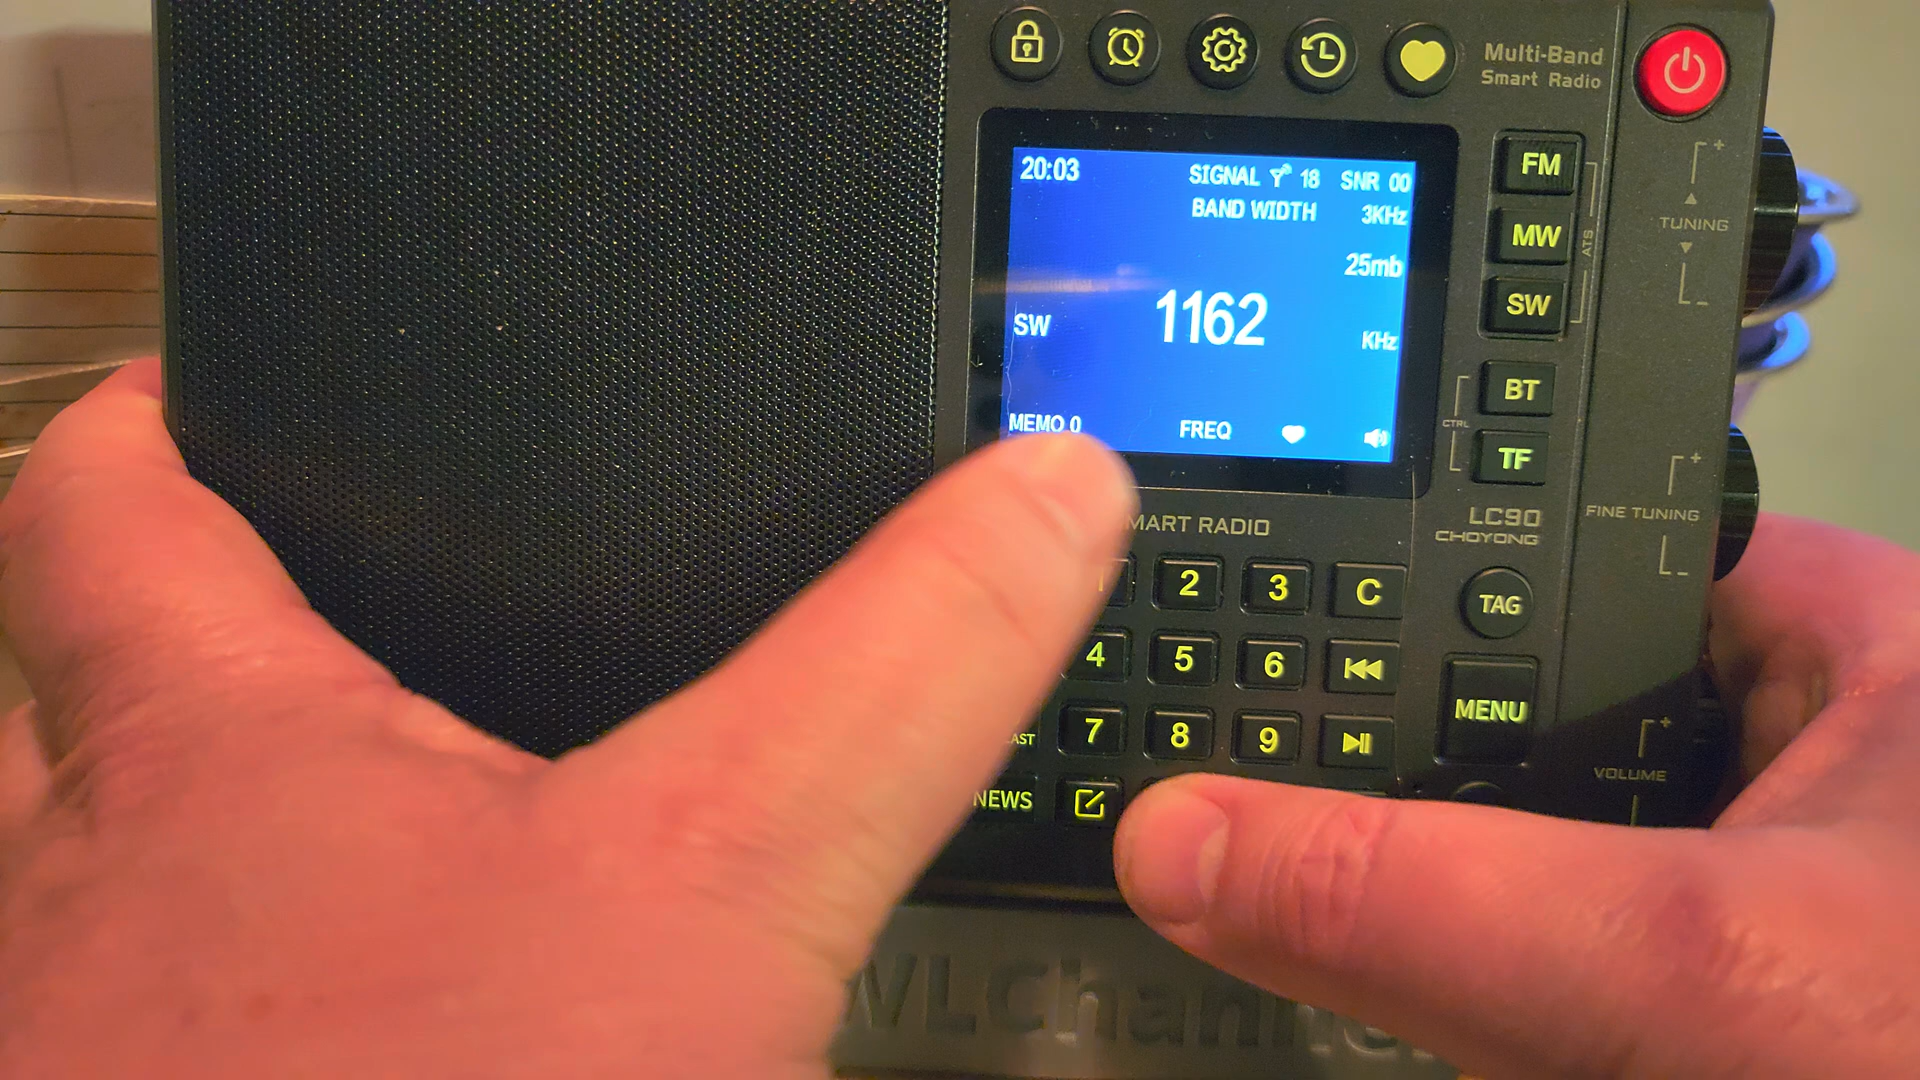 Multi-Band
Smart Radio
20:03
SIGNAL 18 SNR 00
BAND WIDTH 3KHz
25mb
SW 1162 KHz
MEMO 0 FREQ
FM
MW
SW
ATS
BT
CTRL
TF
TUNING
FINE TUNING
MART RADIO
LC90
CHOYONG
1 2 3 C
TAG
4 5 6
MENU
7 8 9
VOLUME
NEWS